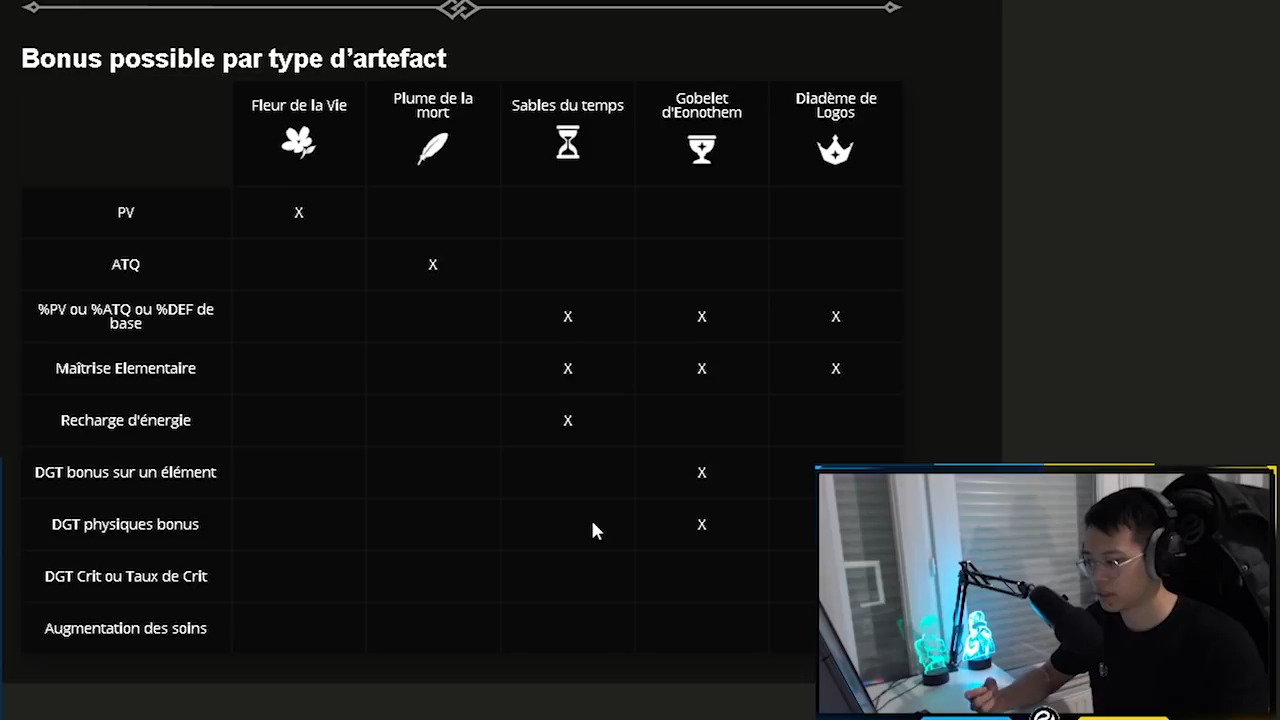 Bonus possible par type d’artefact
Fleur de la Vie
Plume de la
mort
Sables du temps
Gobelet
d'Eonothem
Diadème de
Logos
PV
X
ATQ
X
%PV ou %ATQ ou %DEF de
base
X
X
X
Maîtrise Elementaire
X
X
X
Recharge d'énergie
X
DGT bonus sur un élément
X
DGT physiques bonus
X
DGT Crit ou Taux de Crit
Augmentation des soins